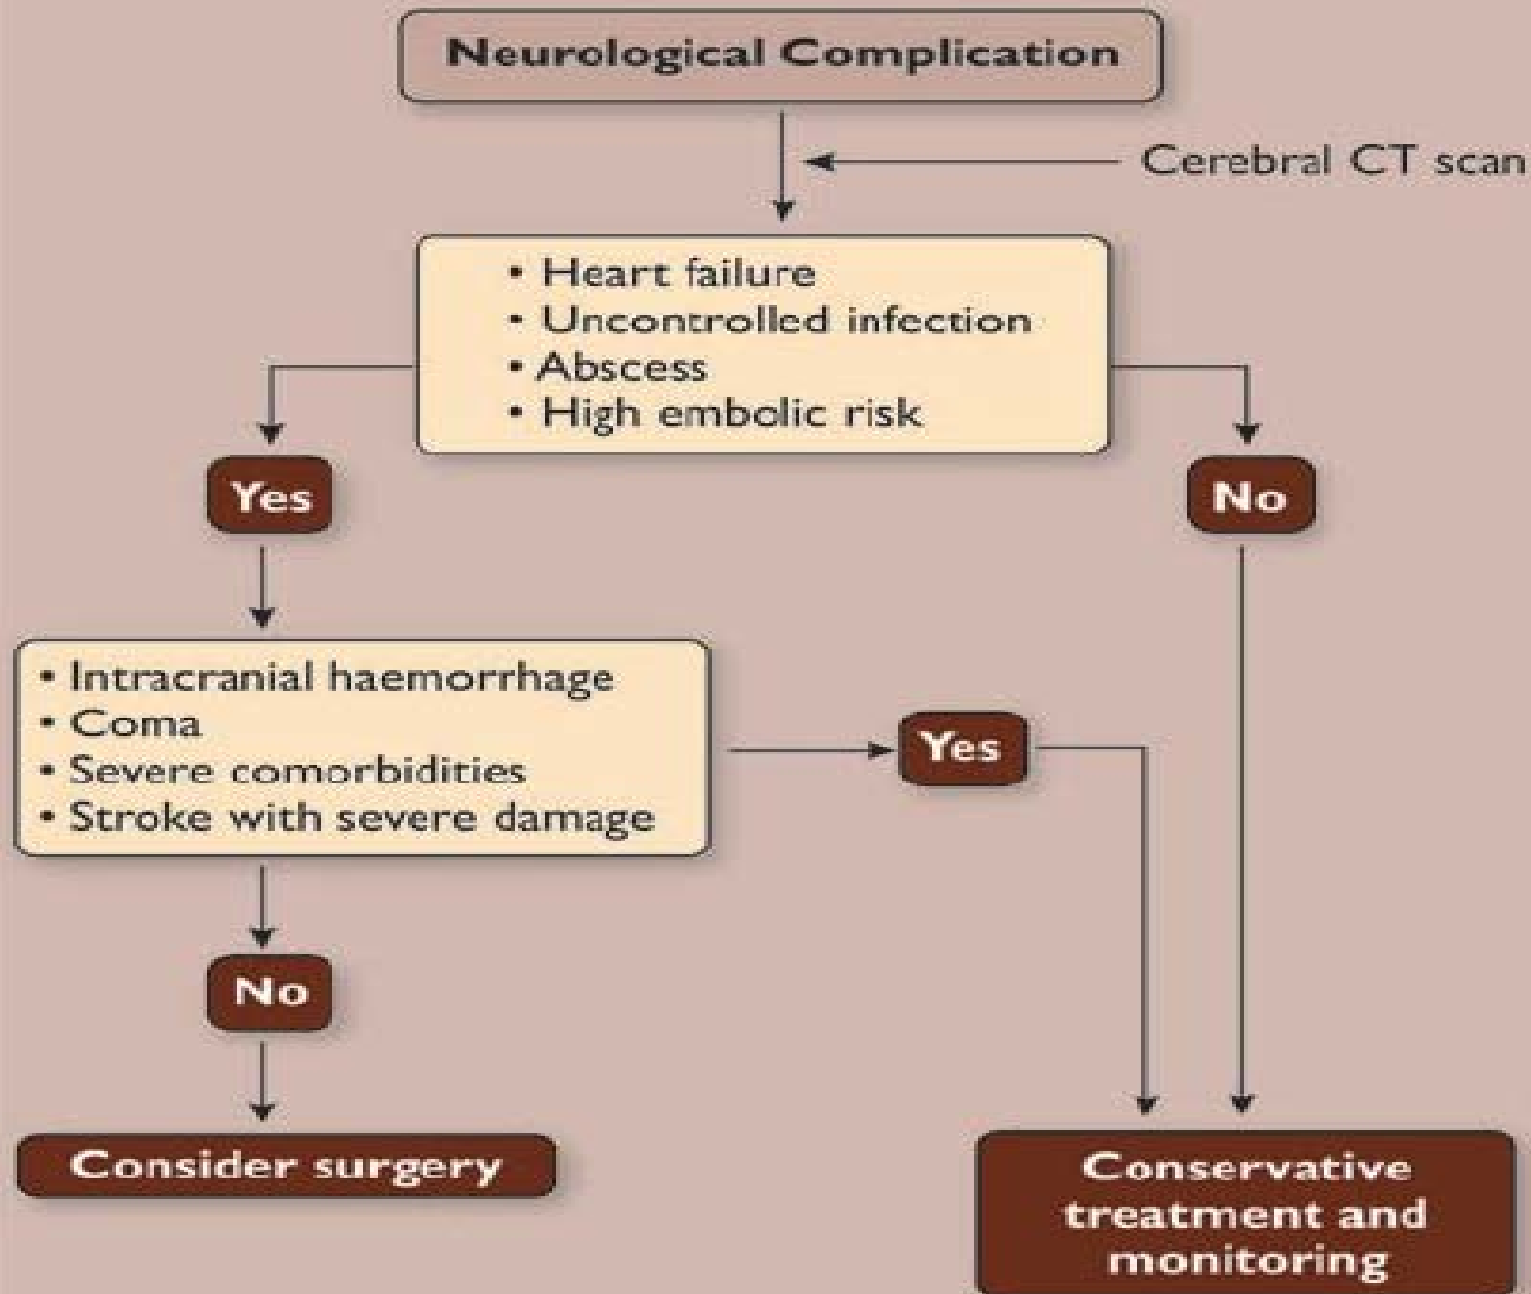 Neurological Complication
Cerebral CT scan
• Heart failure
• Uncontrolled infection
• Abscess
• High embolic risk
Yes
No
• Intracranial haemorrhage
• Coma
• Severe comorbidities
• Stroke with severe damage
Yes
No
Consider surgery
Conservative
treatment and
monitoring